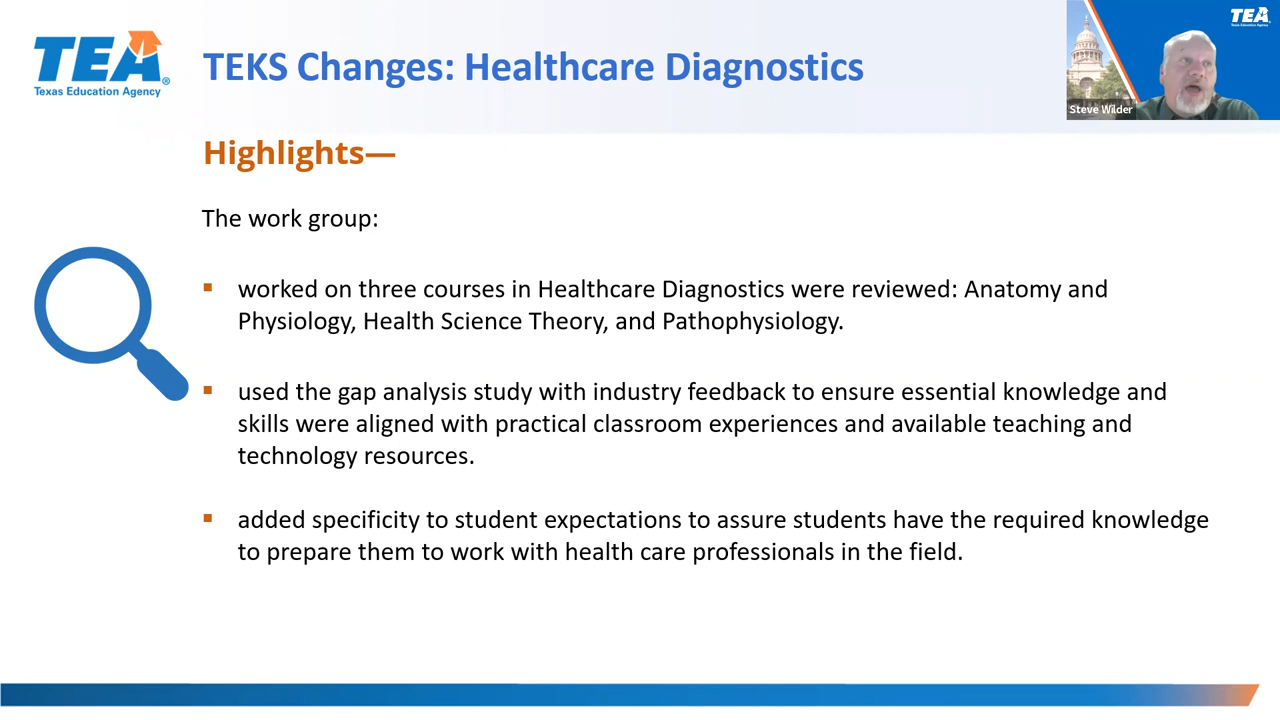 TEA
Texas Education Agency
TEKS Changes: Healthcare Diagnostics
TEA
Texas Education Agency
Steve Wilder
Highlights—
The work group:
▪ worked on three courses in Healthcare Diagnostics were reviewed: Anatomy and
Physiology, Health Science Theory, and Pathophysiology.
▪ used the gap analysis study with industry feedback to ensure essential knowledge and
skills were aligned with practical classroom experiences and available teaching and
technology resources.
▪ added specificity to student expectations to assure students have the required knowledge
to prepare them to work with health care professionals in the field.